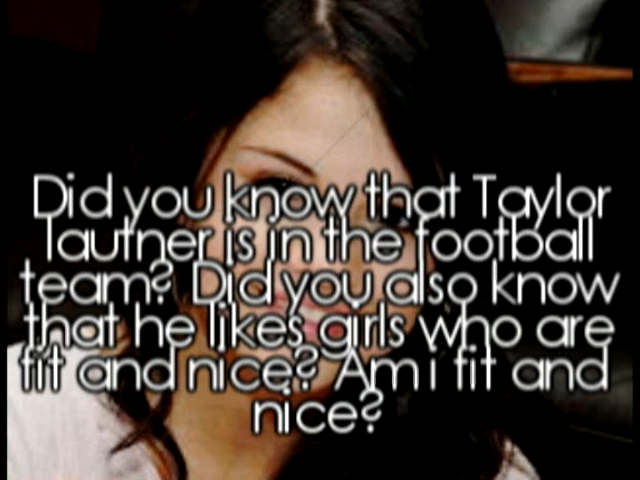 Did you know that Taylor
lautner is in the football
team? Did you also know
that he likes girls who are
fit and nice? Am i fit and
nice?